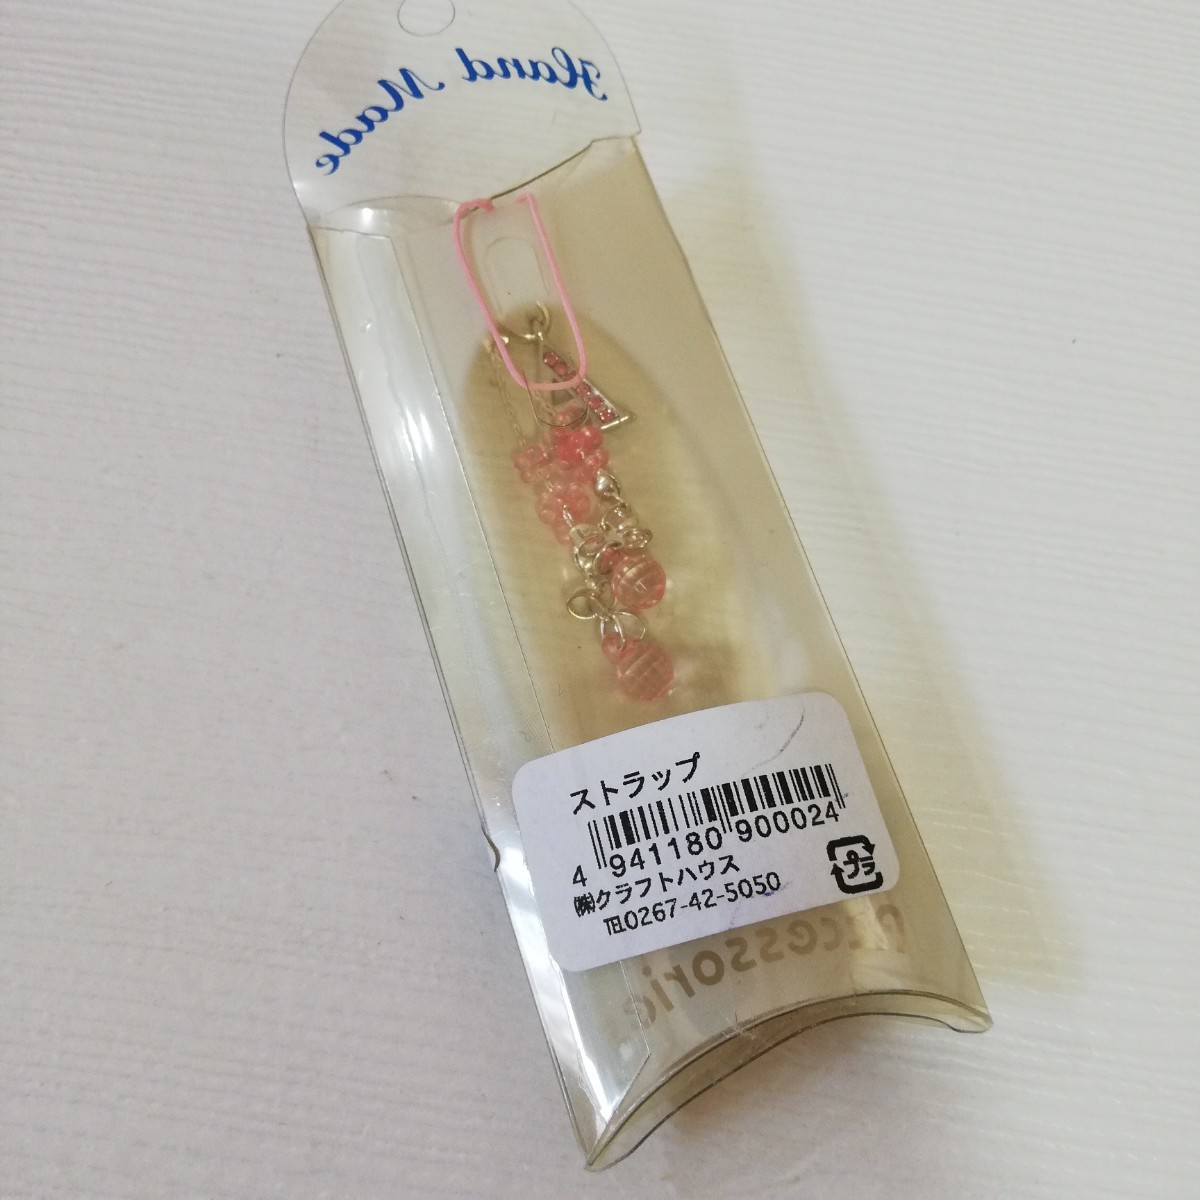 Hand Made
ストラップ
4 941180 900024
㈱クラフトハウス
プラ
℡0267-42-5050
accessorie